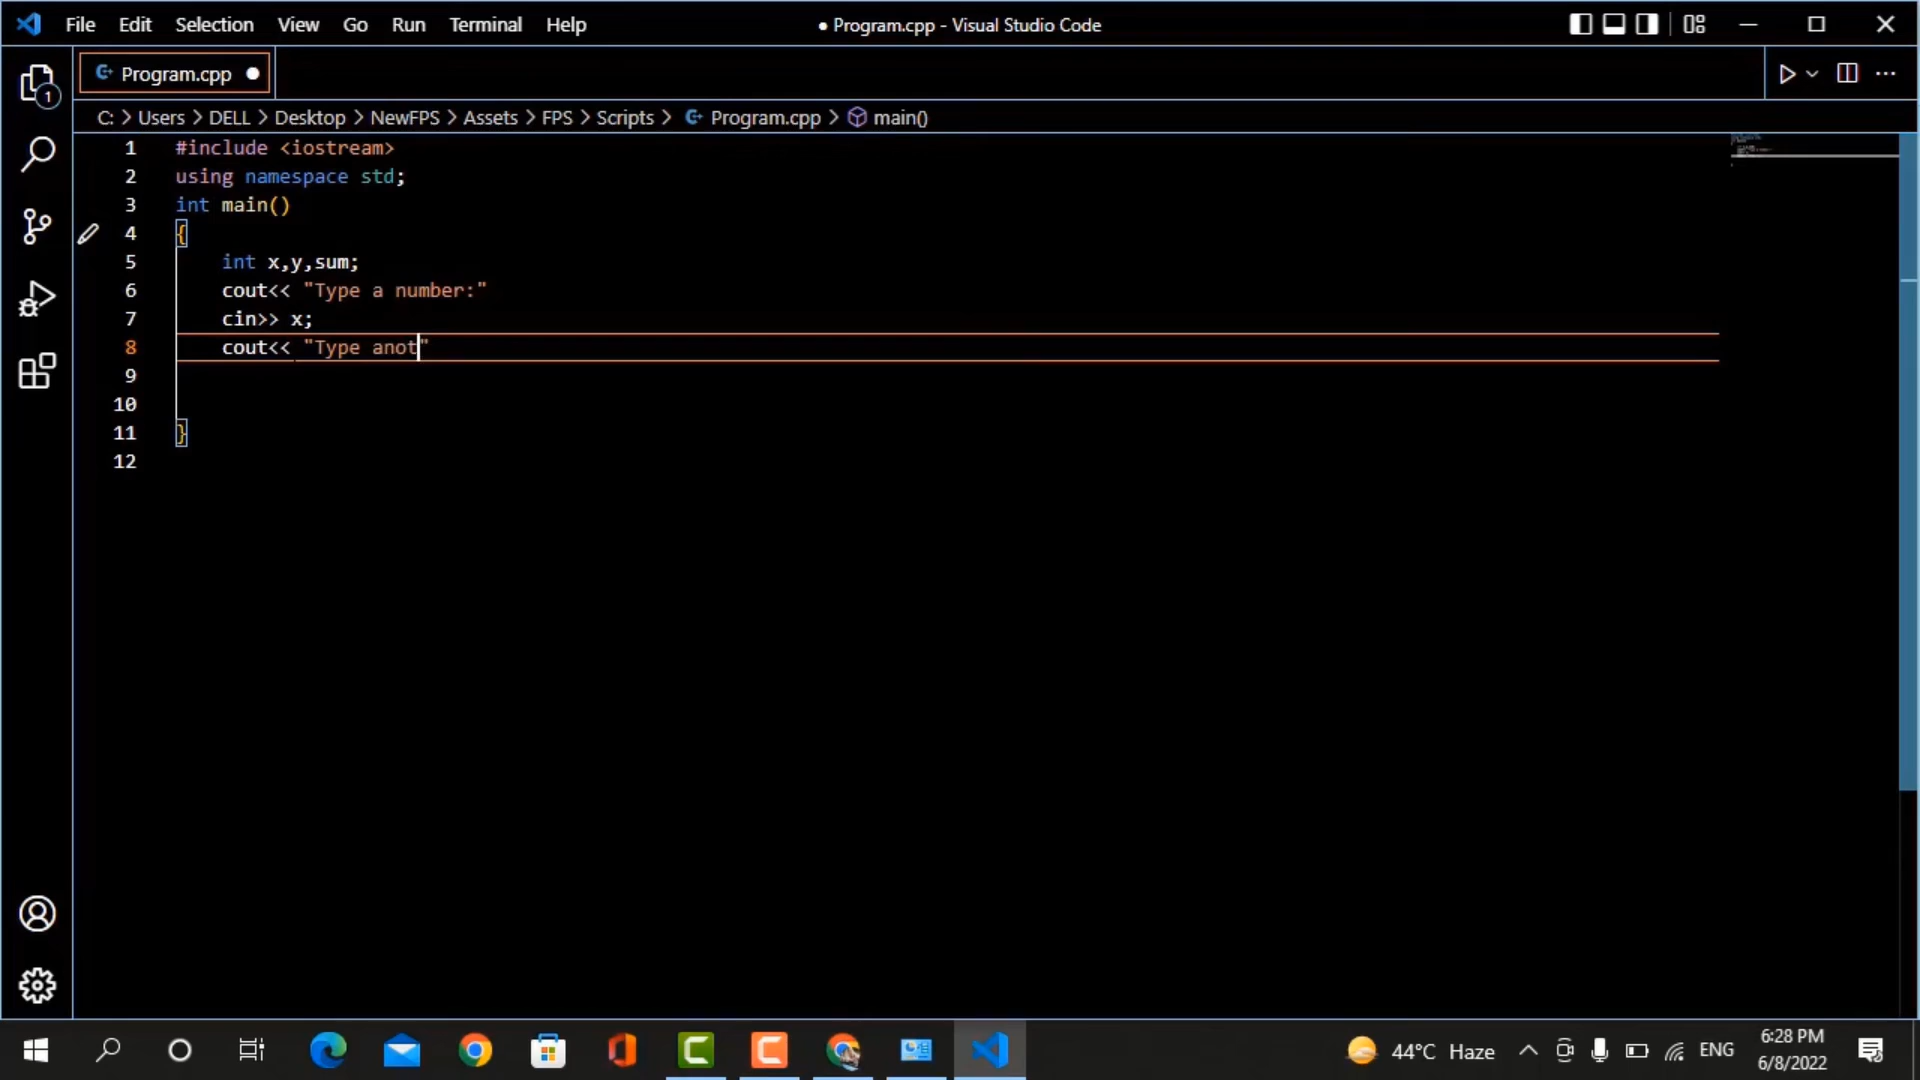 File Edit Selection View Go Run Terminal Help
● Program.cpp - Visual Studio Code
Program.cpp ●
C: > Users > DELL > Desktop > NewFPS > Assets > FPS > Scripts > Program.cpp > main()
1
1 #include <iostream>
2 using namespace std;
3 int main()
4 {
5 int x,y,sum;
6 cout<< "Type a number:"
7 cin>> x;
8 cout<< "Type anot"
9
10
11 }
12
44°C Haze
ENG
6:28 PM
6/8/2022